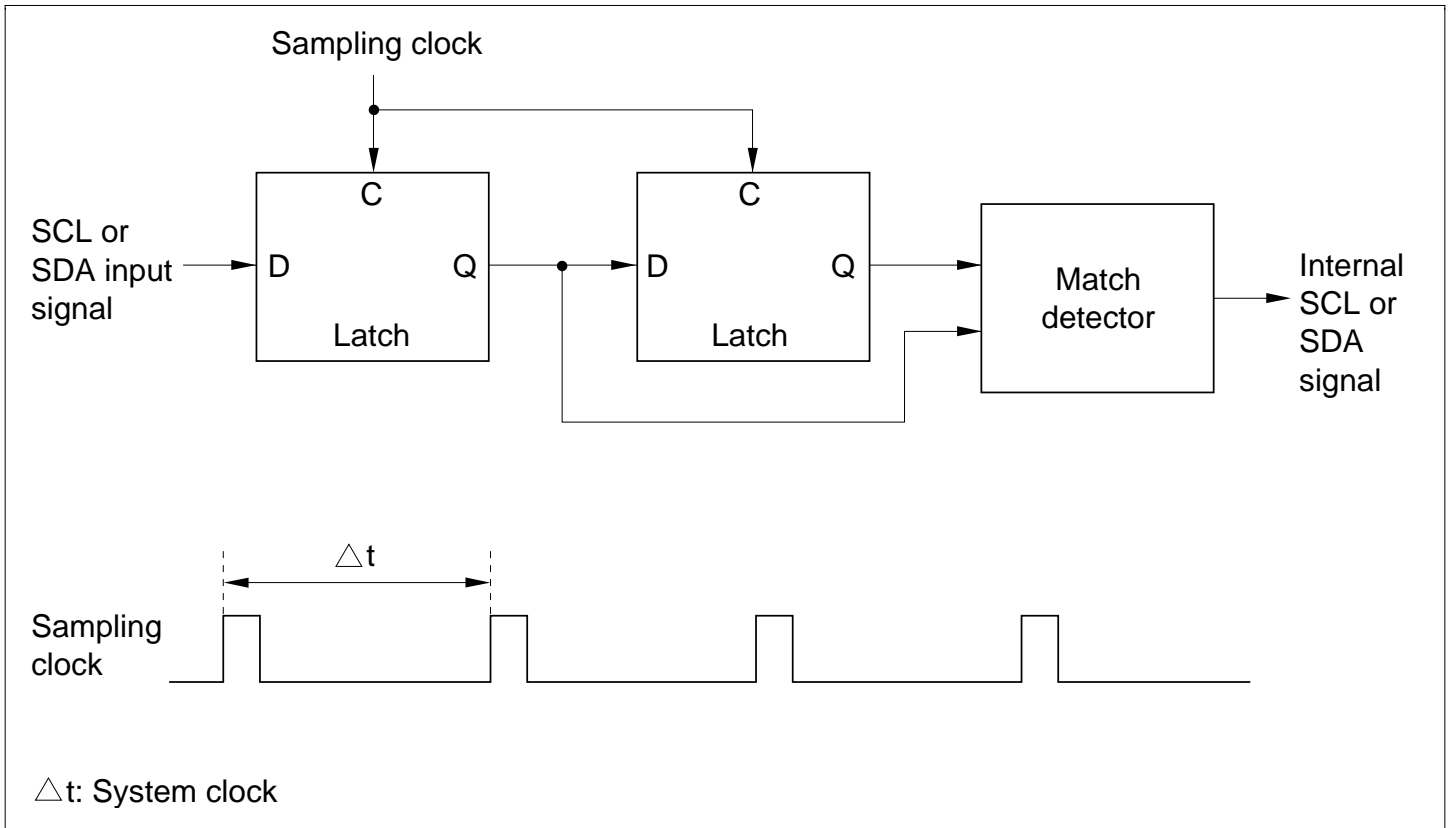 Sampling clock
C
C
SCL or
SDA input
signal
D
Q
D
Q
Latch
Latch
Match
detector
Internal
SCL or
SDA
signal
△t
Sampling
clock
△t: System clock